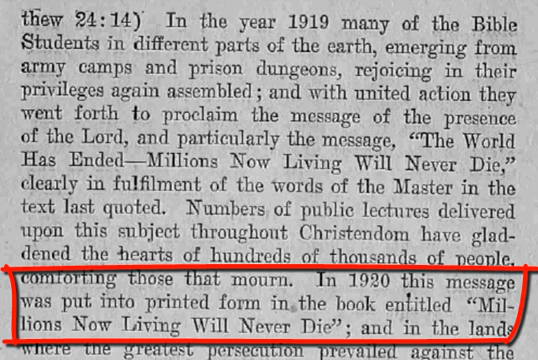 thew 24:14) In the year 1919 many of the Bible
Students in different parts of the earth, emerging from
army camps and prison dungeons, rejoicing in their
privileges again assembled; and with united action they
went forth to proclaim the message of the presence
of the Lord, and particularly the message, "The World
Has Ended—Millions Now Living Will Never Die,"
clearly in fulfilment of the words of the Master in the
text last quoted. Numbers of public lectures delivered
upon this subject throughout Christendom have glad-
dened the hearts of hundreds of thousands of people,
comforting those that mourn. In 1920 this message
was put into printed form in the book entitled "Mil-
lions Now Living Will Never Die"; and in the lands
where the greatest persecution prevailed against the